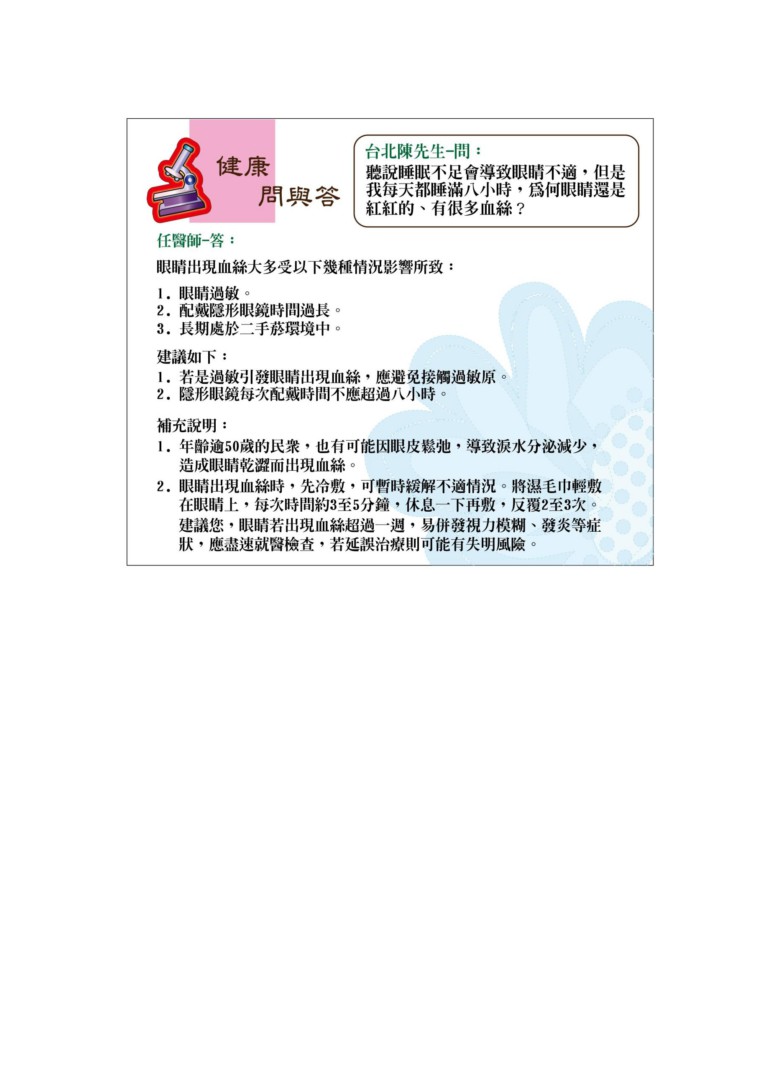 健康
問與答
台北陳先生-問：
聽說睡眠不足會導致眼睛不適，但是
我每天都睡滿八小時，為何眼睛還是
紅紅的、有很多血絲？
任醫師-答：
眼睛出現血絲大多受以下幾種情況影響所致：
1. 眼睛過敏。
2. 配戴隱形眼鏡時間過長。
3. 長期處於二手菸環境中。
建議如下：
1. 若是過敏引發眼睛出現血絲，應避免接觸過敏原。
2. 隱形眼鏡每次配戴時間不應超過八小時。
補充說明：
1. 年齡逾50歲的民眾，也有可能因眼皮鬆弛，導致淚水分泌減少，
造成眼睛乾澀而出現血絲。
2. 眼睛出現血絲時，先冷敷，可暫時緩解不適情況。將濕毛巾輕敷
在眼睛上，每次時間約3至5分鐘，休息一下再敷，反覆2至3次。
建議您，眼睛若出現血絲超過一週，易併發視力模糊、發炎等症
狀，應盡速就醫檢查，若延誤治療則可能有失明風險。